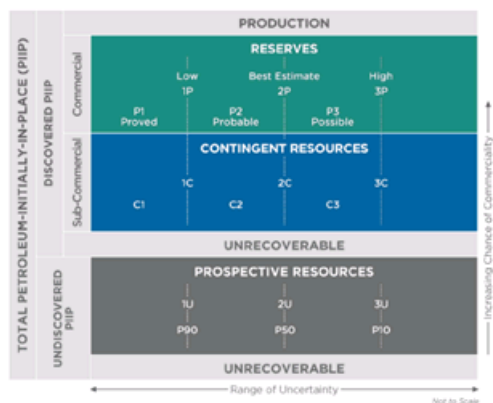 PRODUCTION
TOTAL PETROLEUM-INITIALLY-IN-PLACE (PIIP)
DISCOVERED PIIP
Commercial
RESERVES
Low Best Estimate High
1P 2P 3P
P1 P2 P3
Proved Probable Possible
Sub-Commercial
CONTINGENT RESOURCES
1C 2C 3C
C1 C2 C3
UNRECOVERABLE
UNDISCOVERED
PIIP
PROSPECTIVE RESOURCES
1U 2U 3U
P90 P50 P10
UNRECOVERABLE
Increasing Chance of Commerciality
Range of Uncertainty
Not to Scale